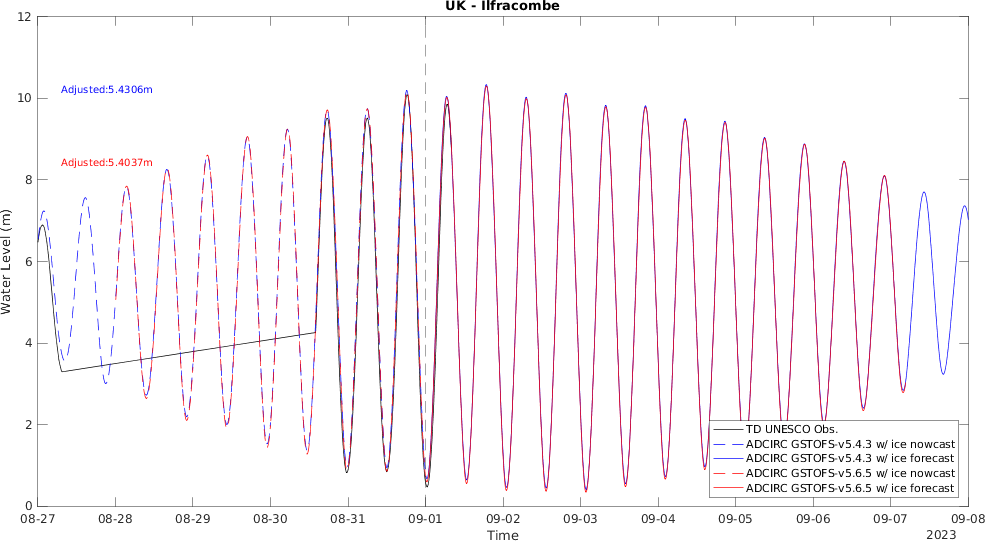 UK - Ilfracombe
12
10
8
6
4
2
0
Water Level (m)
Adjusted:5.4306m
Adjusted:5.4037m
TD UNESCO Obs.
ADCIRC GSTOFS-v5.4.3 w/ ice nowcast
ADCIRC GSTOFS-v5.4.3 w/ ice forecast
ADCIRC GSTOFS-v5.6.5 w/ ice nowcast
ADCIRC GSTOFS-v5.6.5 w/ ice forecast
08-27 08-28 08-29 08-30 08-31 09-01 09-02 09-03 09-04 09-05 09-06 09-07 09-08
Time
2023